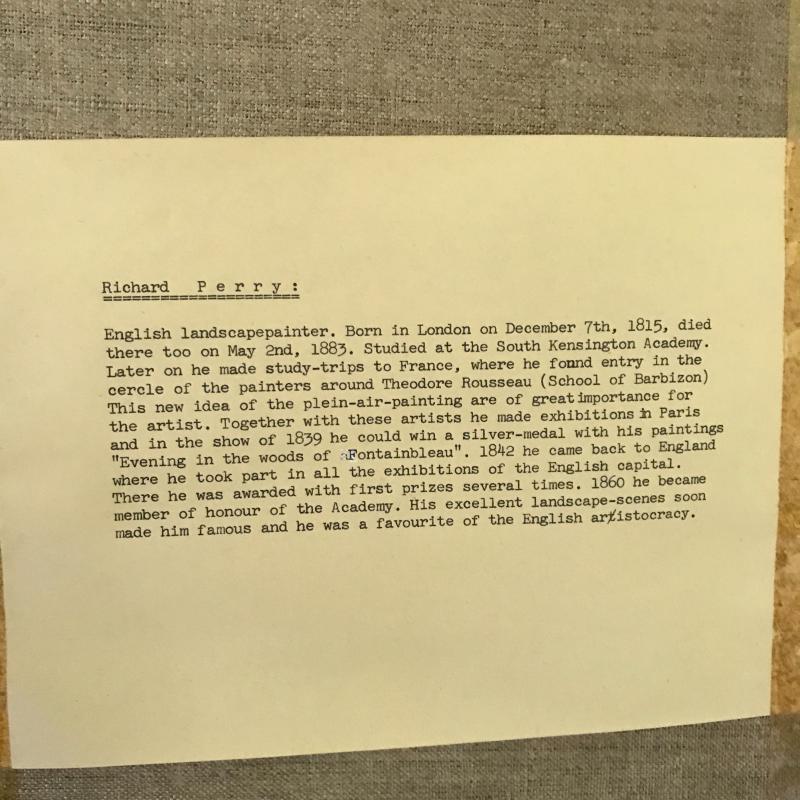 Richard P e r r y :
=====================
English landscapepainter. Born in London on December 7th, 1815, died
there too on May 2nd, 1883. Studied at the South Kensington Academy.
Later on he made study-trips to France, where he found entry in the
cercle of the painters around Theodore Rousseau (School of Barbizon)
This new idea of the plein-air-painting are of great importance for
the artist. Together with these artists he made exhibitions in Paris
and in the show of 1839 he could win a silver-medal with his paintings
"Evening in the woods of Fontainbleau". 1842 he came back to England
where he took part in all the exhibitions of the English capital.
There he was awarded with first prizes several times. 1860 he became
member of honour of the Academy. His excellent landscape-scenes soon
made him famous and he was a favourite of the English aristocracy.